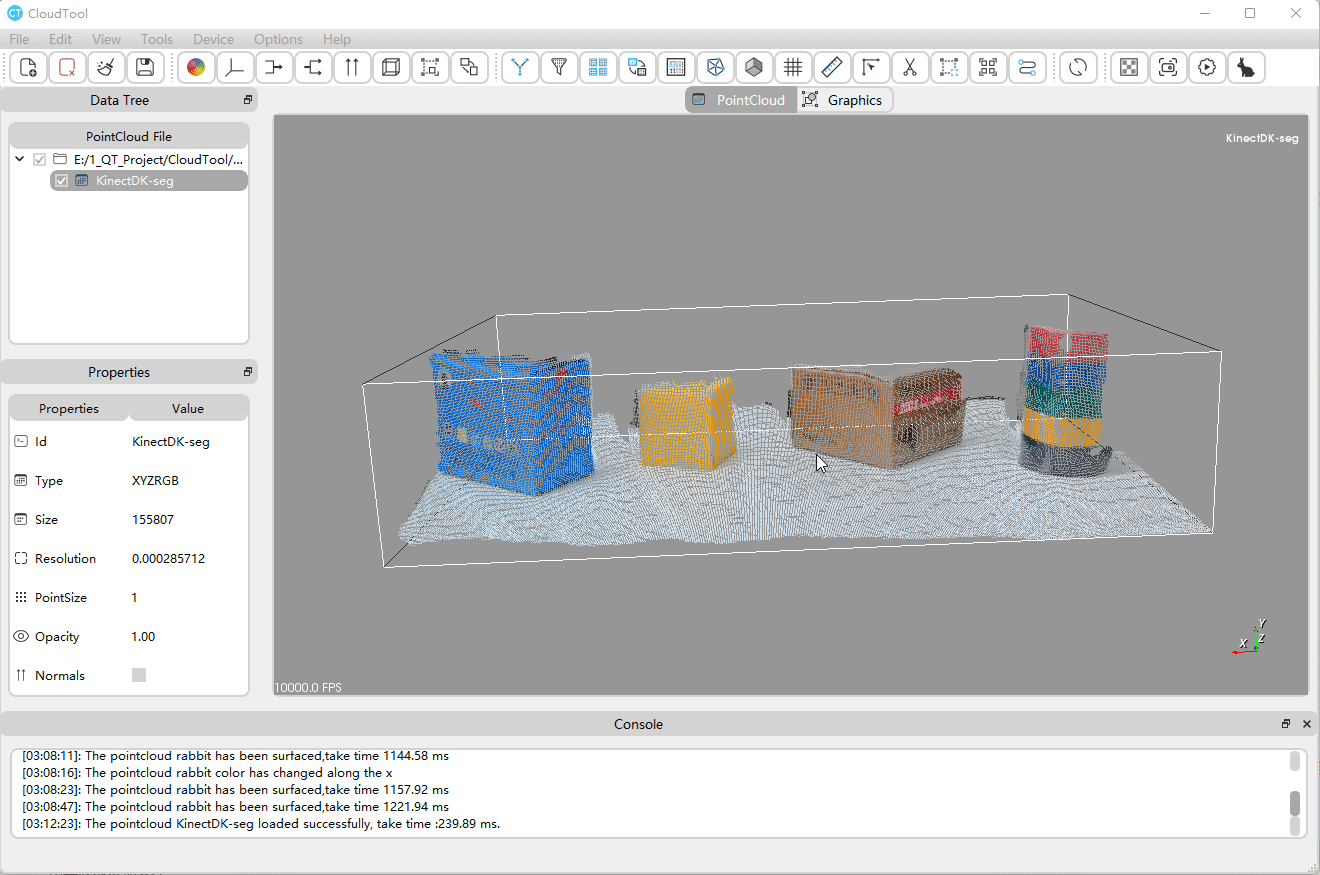 CT CloudTool
File Edit View Tools Device Options Help
Data Tree
PointCloud Graphics
PointCloud File
E:/1_QT_Project/CloudTool/...
KinectDK-seg
KinectDK-seg
Properties
Properties Value
Id KinectDK-seg
Type XYZRGB
Size 155807
Resolution 0.000285712
PointSize 1
Opacity 1.00
Normals
Y
X Z
10000.0 FPS
Console
[03:08:11]: The pointcloud rabbit has been surfaced,take time 1144.58 ms
[03:08:16]: The pointcloud rabbit color has changed along the x
[03:08:23]: The pointcloud rabbit has been surfaced,take time 1157.92 ms
[03:08:47]: The pointcloud rabbit has been surfaced,take time 1221.94 ms
[03:12:23]: The pointcloud KinectDK-seg loaded successfully, take time :239.89 ms.